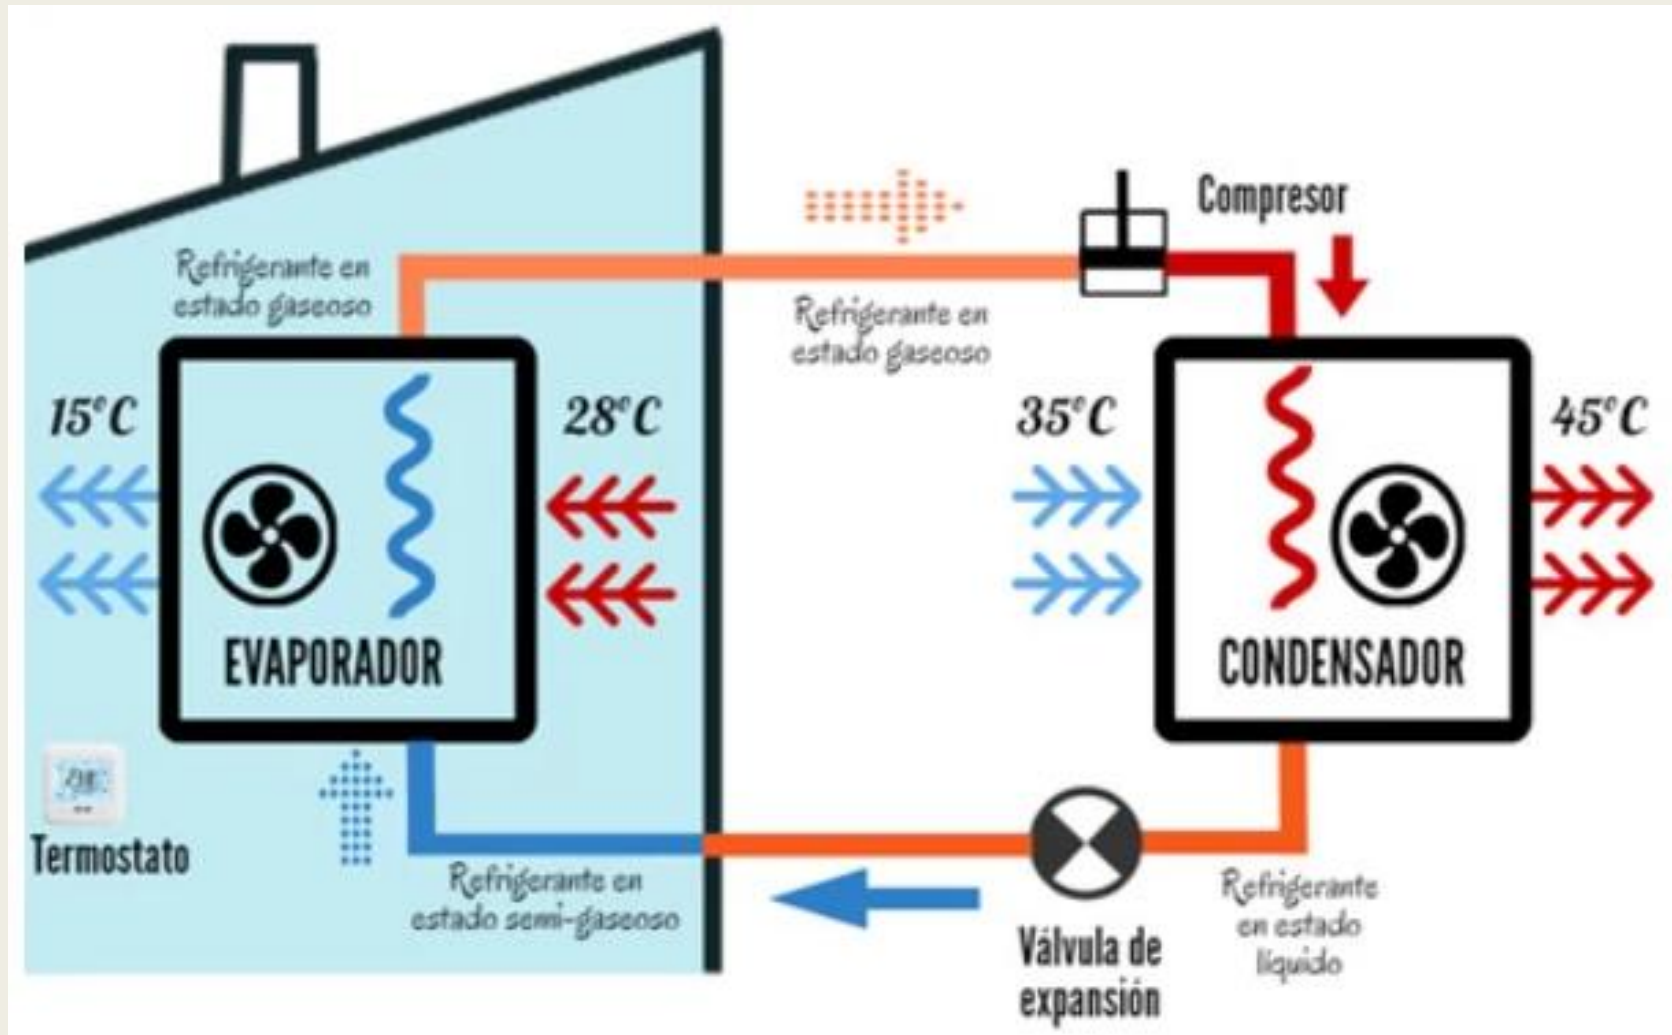 Compresor
Refrigerante en
estado gaseoso
Refrigerante en
estado gaseoso
15°C
28°C
35°C
45°C
EVAPORADOR
CONDENSADOR
Termostato
Refrigerante en
estado semi-gaseoso
Refrigerante
en estado
líquido
Válvula de
expansión